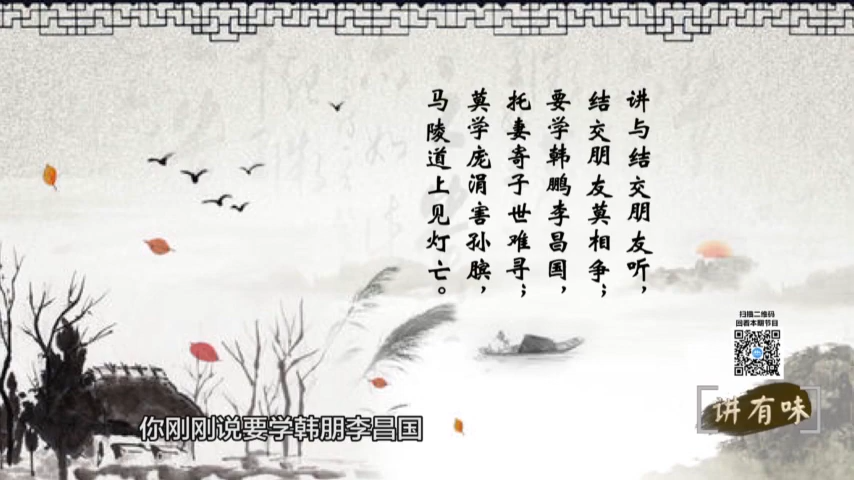 讲与结交朋友听，
结交朋友莫相争；
要学韩鹏李昌国，
托妻寄子世难寻；
莫学庞涓害孙膑，
马陵道上见灯亡。
扫描二维码
回看本期节目
讲有味
你刚刚说要学韩朋李昌国